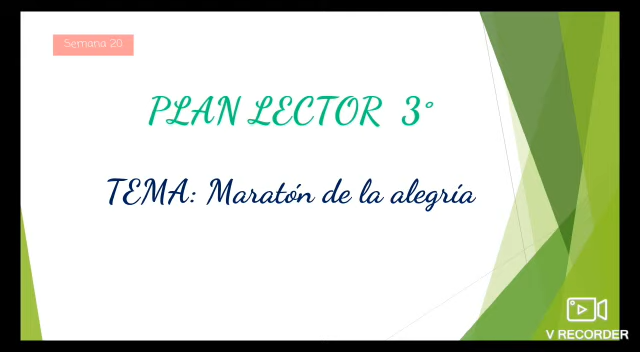 Semana 20
PLAN LECTOR 3°
TEMA: Maratón de la alegría
V RECORDER